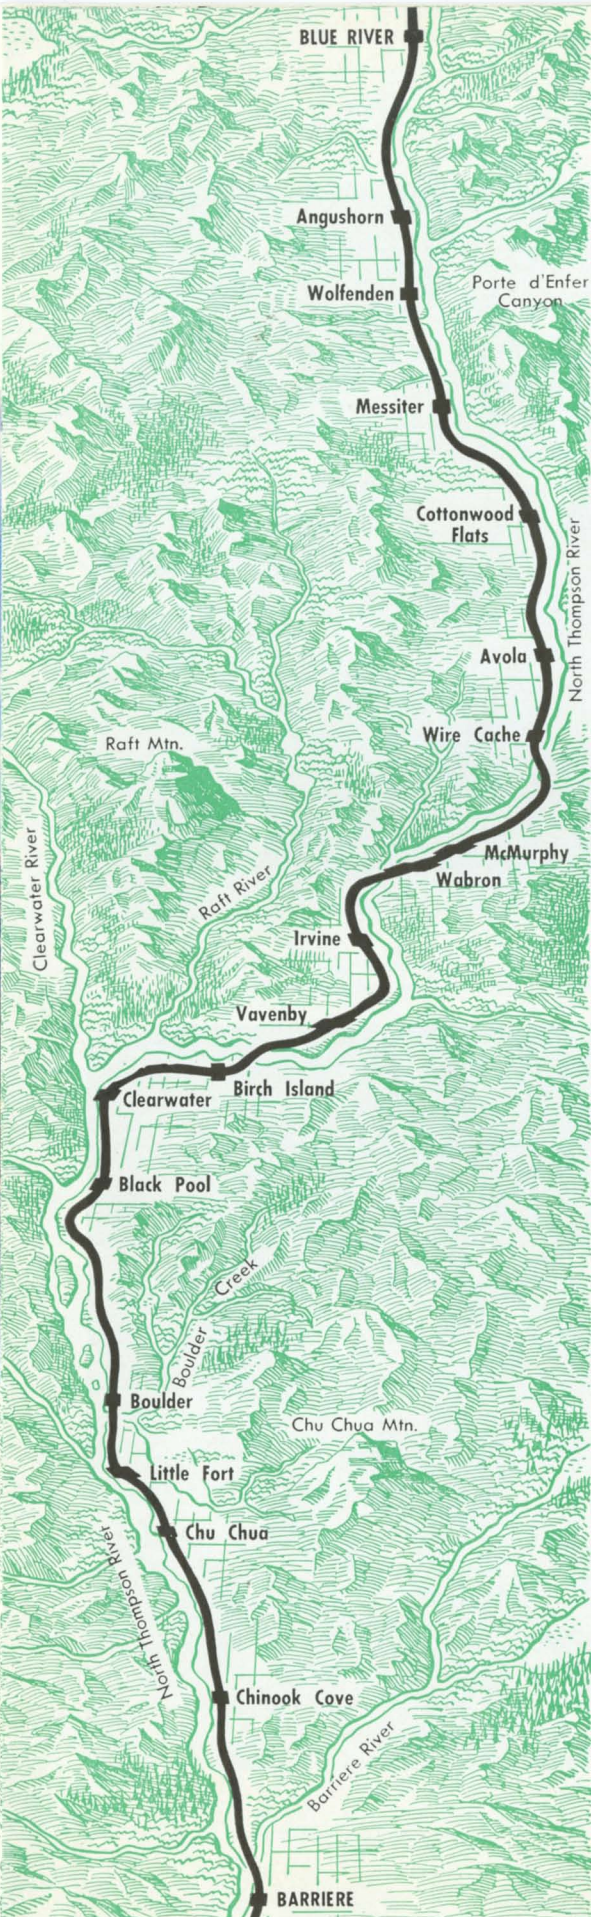 BLUE RIVER
Angushorn
Porte d'Enfer
Canyon
Wolfenden
Messiter
Cottonwood
Flats
North Thompson River
Avola
Wire Cache
Raft Mtn.
McMurphy
Wabron
Clearwater River
Raft River
Irvine
Vavenby
Birch Island
Clearwater
Black Pool
Boulder Creek
Boulder
Chu Chua Mtn.
Little Fort
Chu Chua
North Thompson River
Chinook Cove
Barriere River
BARRIERE